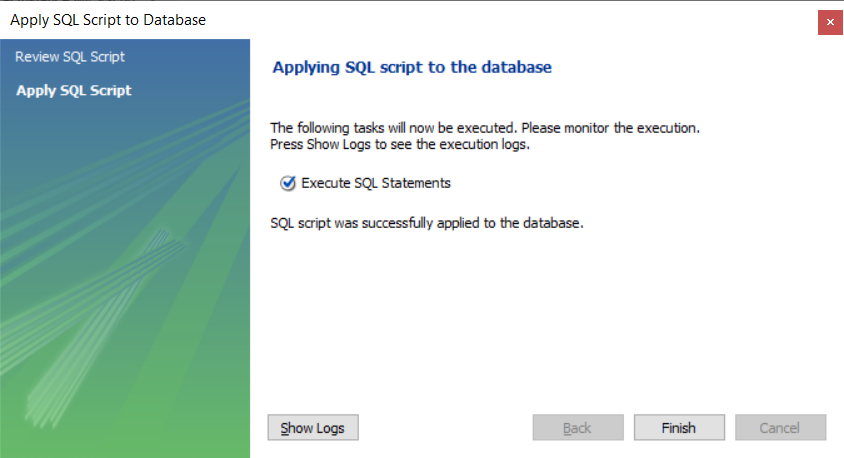 Apply SQL Script to Database
Review SQL Script
Apply SQL Script
Applying SQL script to the database
The following tasks will now be executed. Please monitor the execution.
Press Show Logs to see the execution logs.
Execute SQL Statements
SQL script was successfully applied to the database.
Show Logs
Back
Finish
Cancel